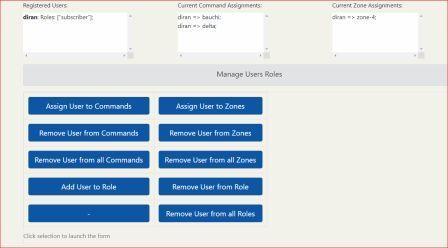 Registered Users:
diran: Roles: ["subscriber"];
Current Command Assignments:
diran => bauchi;
diran => delta;
Current Zone Assignments:
diran => zone-4;
Manage Users Roles
Assign User to Commands
Assign User to Zones
Remove User from Commands
Remove User from Zones
Remove User from all Commands
Remove User from all Zones
Add User to Role
Remove User from Role
-
Remove User from all Roles
Click selection to launch the form